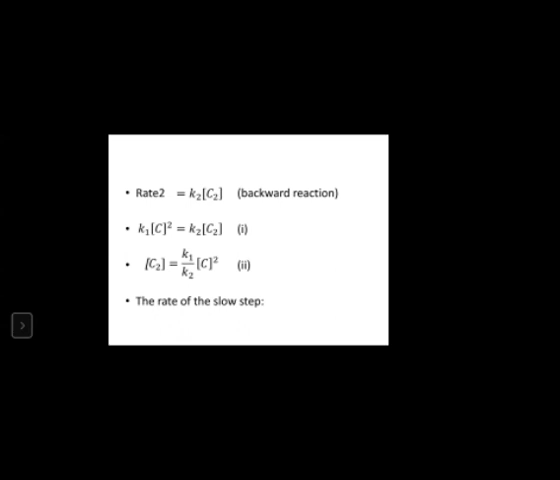 • Rate2 = k₂[C₂] (backward reaction)
• k₁[C]² = k₂[C₂] (i)
• [C₂] = k₁/k₂ [C]² (ii)
• The rate of the slow step: